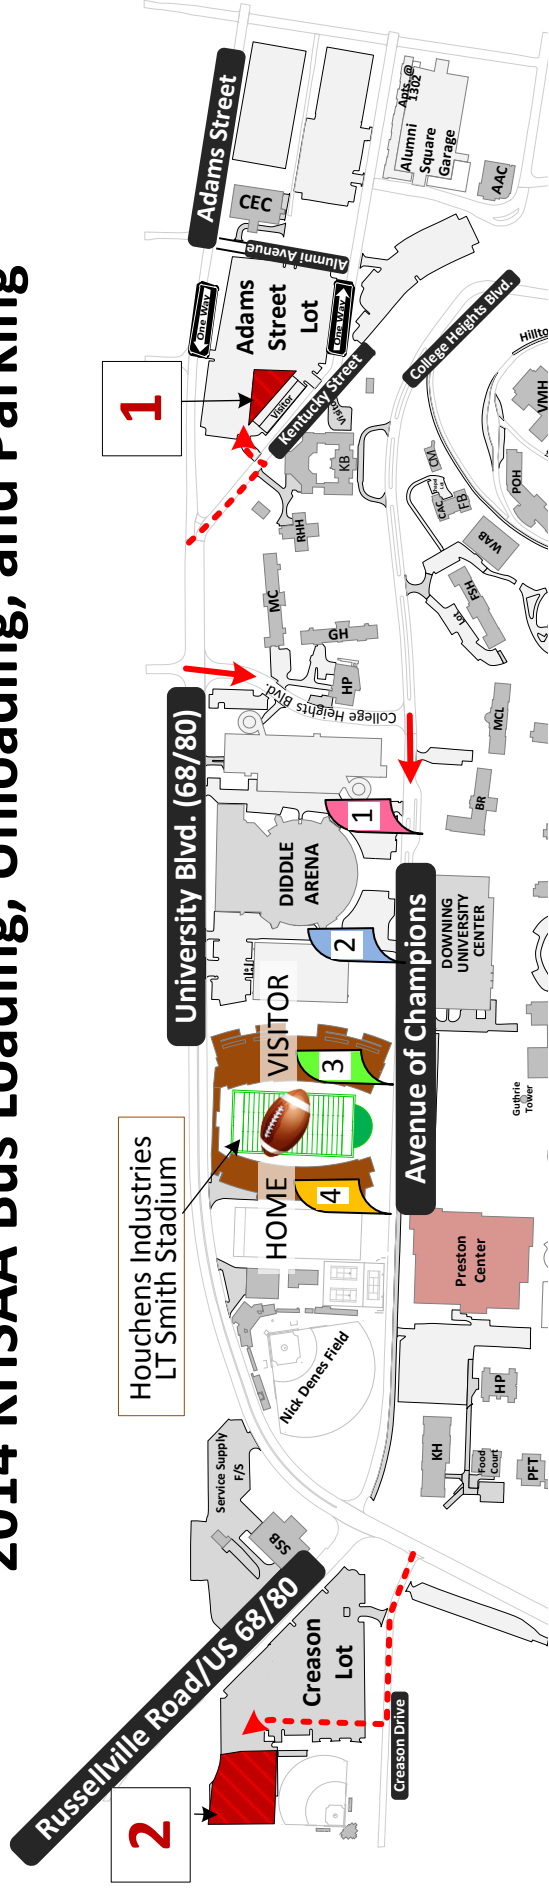 2014 KHSAA Bus Loading, Unloading, and Parking
Adams Street
CEC
Alumni Avenue
Apts. @
1302
Alumni
Square
Garage
AAC
One Way
Adams
Street
Lot
One Way
1
Visitor
Visitor
Kentucky Street
College Heights Blvd.
KB
RHH
CAC
FB
POH
VMH
WAB
FSH
Lot
MC
GH
HP
College Heights Blvd.
MCL
BR
University Blvd. (68/80)
DIDDLE
ARENA
1
2
DOWNING
UNIVERSITY
CENTER
Avenue of Champions
VISITOR
3
HOME
4
Houchens Industries
LT Smith Stadium
Guthrie
Tower
Preston
Center
Nick Denes Field
KH
HP
Food
Court
PFT
Service Supply
F/S
SSB
Russellville Road/US 68/80
Creason
Lot
Creason Drive
2